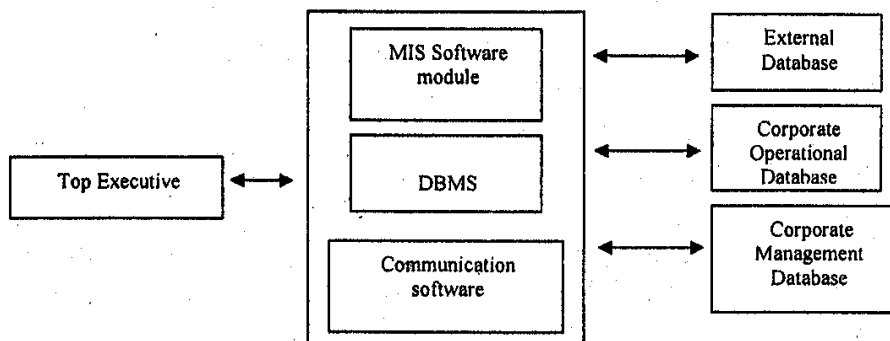 Top Executive
MIS Software
module
DBMS
Communication
software
External
Database
Corporate
Operational
Database
Corporate
Management
Database